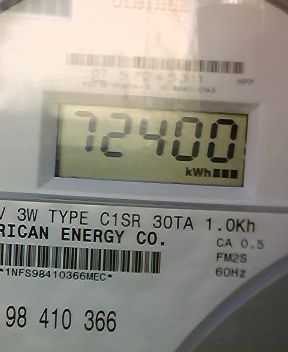 72400
kWh
V 3W TYPE C1SR 30TA 1.0Kh
RICAN ENERGY CO.
CA 0.5
FM2S
60Hz
*1NFS98410366MEC*
98 410 366